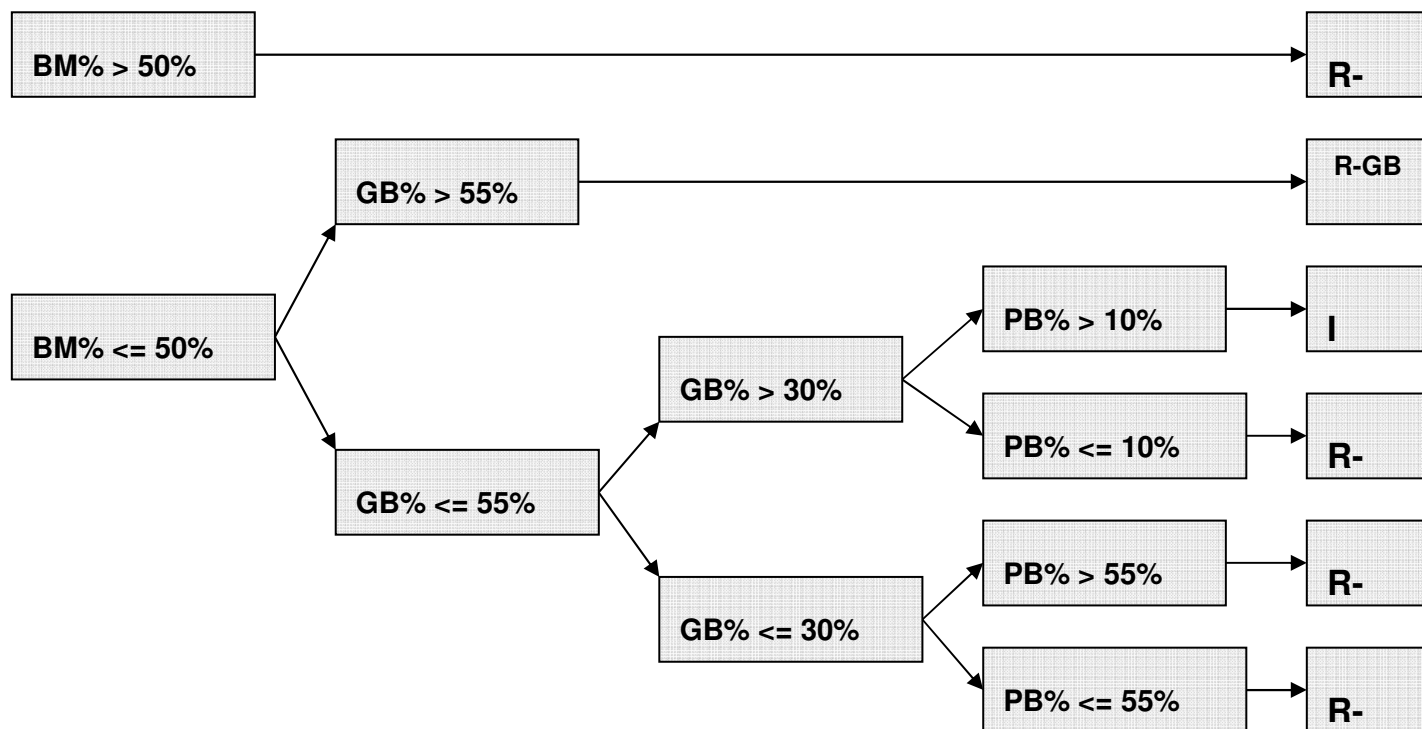 BM% > 50%
R-
GB% > 55%
R-GB
BM% <= 50%
PB% > 10%
I
GB% > 30%
PB% <= 10%
R-
GB% <= 55%
PB% > 55%
R-
GB% <= 30%
PB% <= 55%
R-